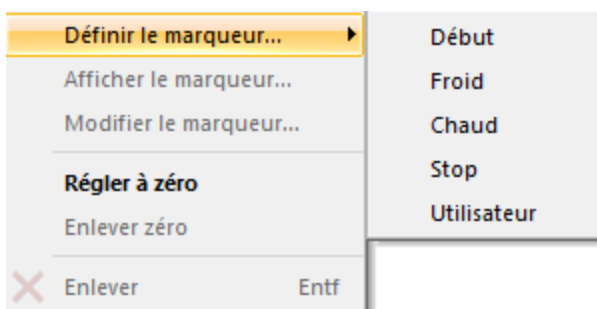 Définir le marqueur...
Afficher le marqueur...
Modifier le marqueur...
Régler à zéro
Enlever zéro
Enlever Entf
Début
Froid
Chaud
Stop
Utilisateur